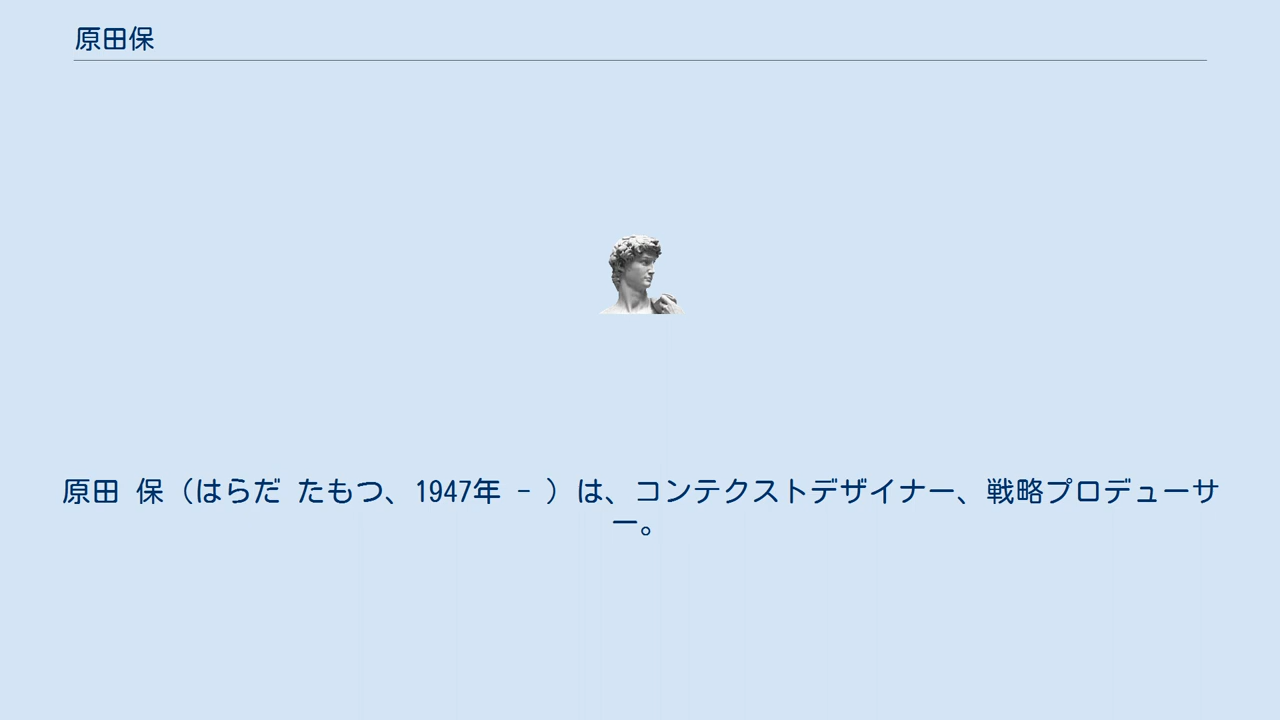 原田保
原田 保（はらだ たもつ、1947年 - ）は、コンテクストデザイナー、戦略プロデューサ
ー。